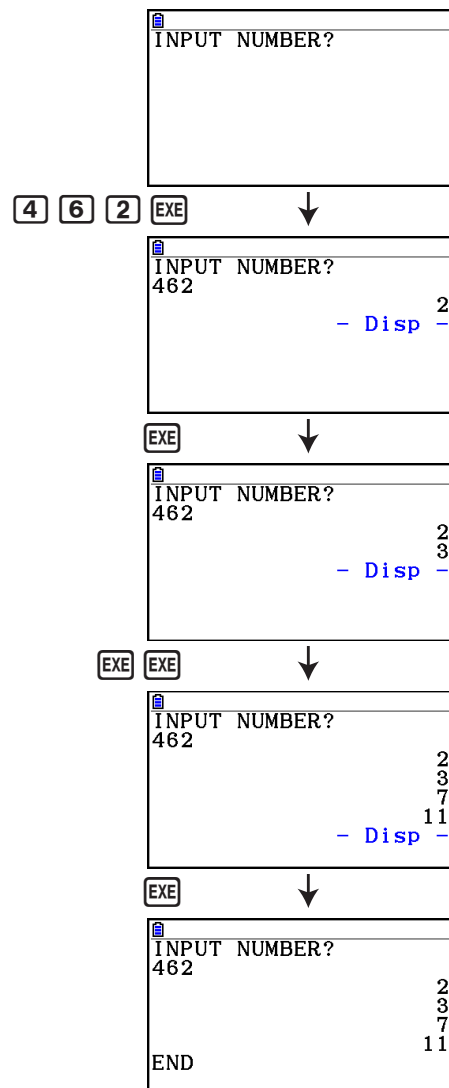 INPUT NUMBER?
4 6 2 EXE
INPUT NUMBER?
462
2
- Disp -
EXE
INPUT NUMBER?
462
2
3
- Disp -
EXE EXE
INPUT NUMBER?
462
2
3
7
11
- Disp -
EXE
INPUT NUMBER?
462
2
3
7
11
END